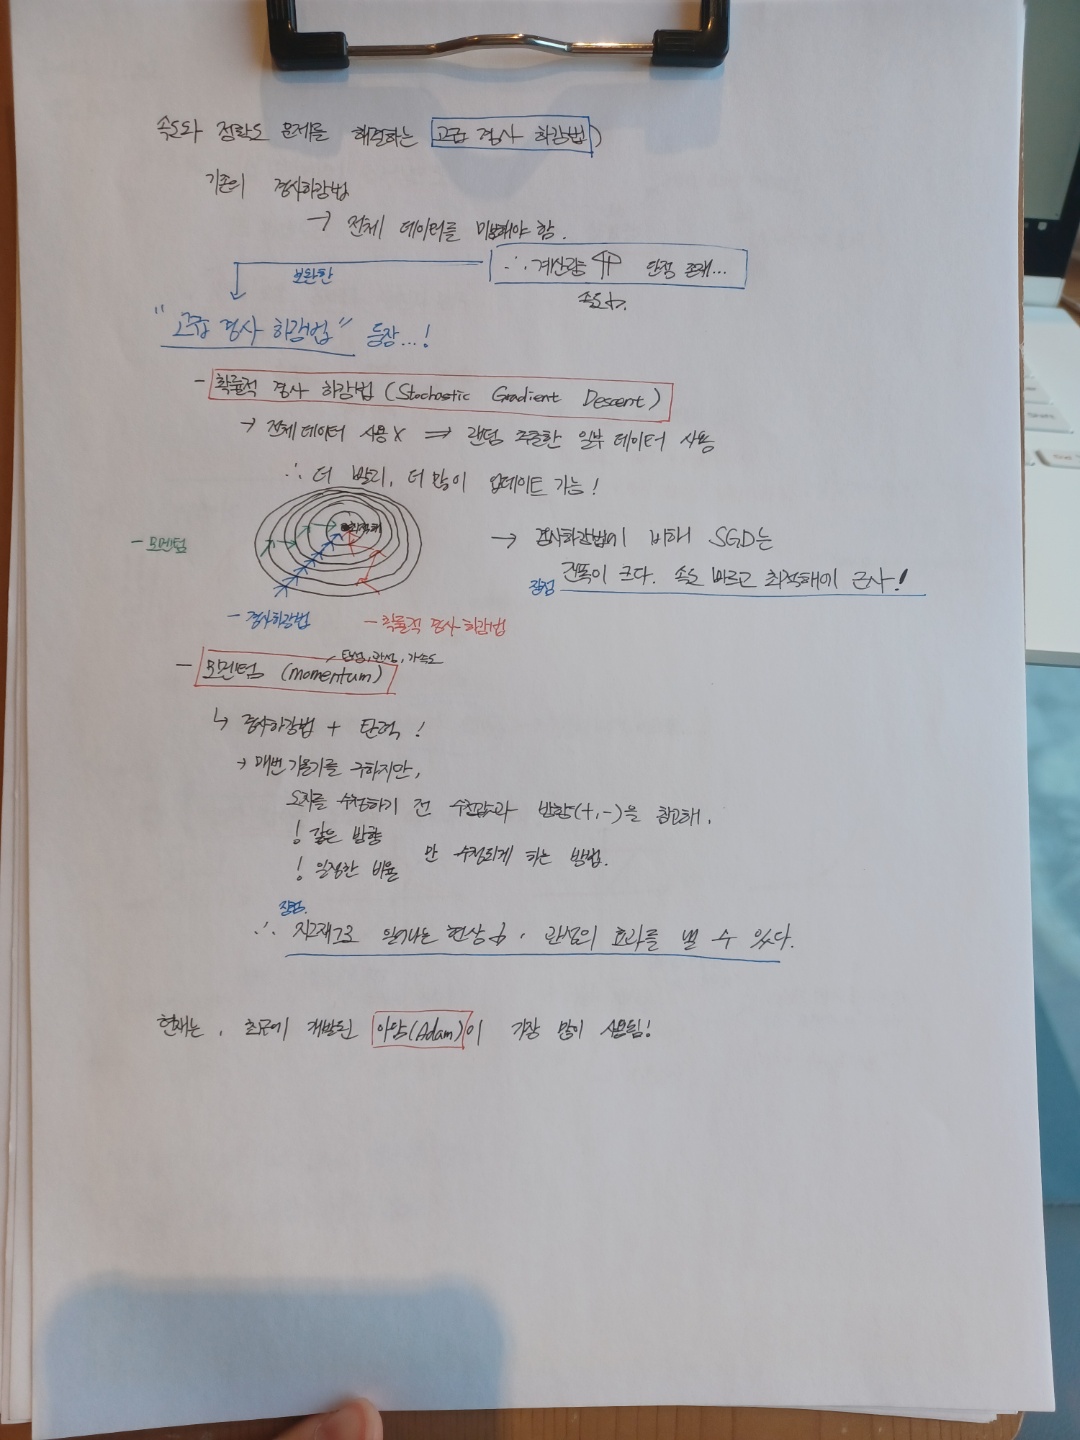 속도와 정확도 문제를 해결하는 고급 경사 하강법)
기존의 경사하강법
→ 전체 데이터를 미분해야 함.
∴ 계산량 ⇑ 단점 존재...
속도↓.
보완한
"고급 경사 하강법" 등장...!
- 확률적 경사 하강법 (Stochastic Gradient Descent)
→ 전체 데이터 사용 X ⇒ 랜덤 추출한 일부 데이터 사용
∴ 더 빨리, 더 많이 업데이트 가능!
최적해
- 모멘텀
→ 경사하강법에 비해 SGD는
진폭이 크다. 속도 빠르고 최적해에 근사!
장점
- 경사하강법
- 확률적 경사 하강법
탄성, 관성, 가속도
- 모멘텀 (momentum)
↳ 경사하강법 + 탄력!
→ 매번 기울기를 구하지만,
오차를 수정하기 전 수정값과 방향(+,-)을 참고해,
! 같은 방향
! 일정한 비율 만 수정되게 하는 방법.
장점.
∴ 지그재그로 일어나는 현상↓, 관성의 효과를 낼 수 있다.
현재는, 최근에 개발된 아담(Adam)이 가장 많이 사용됨!